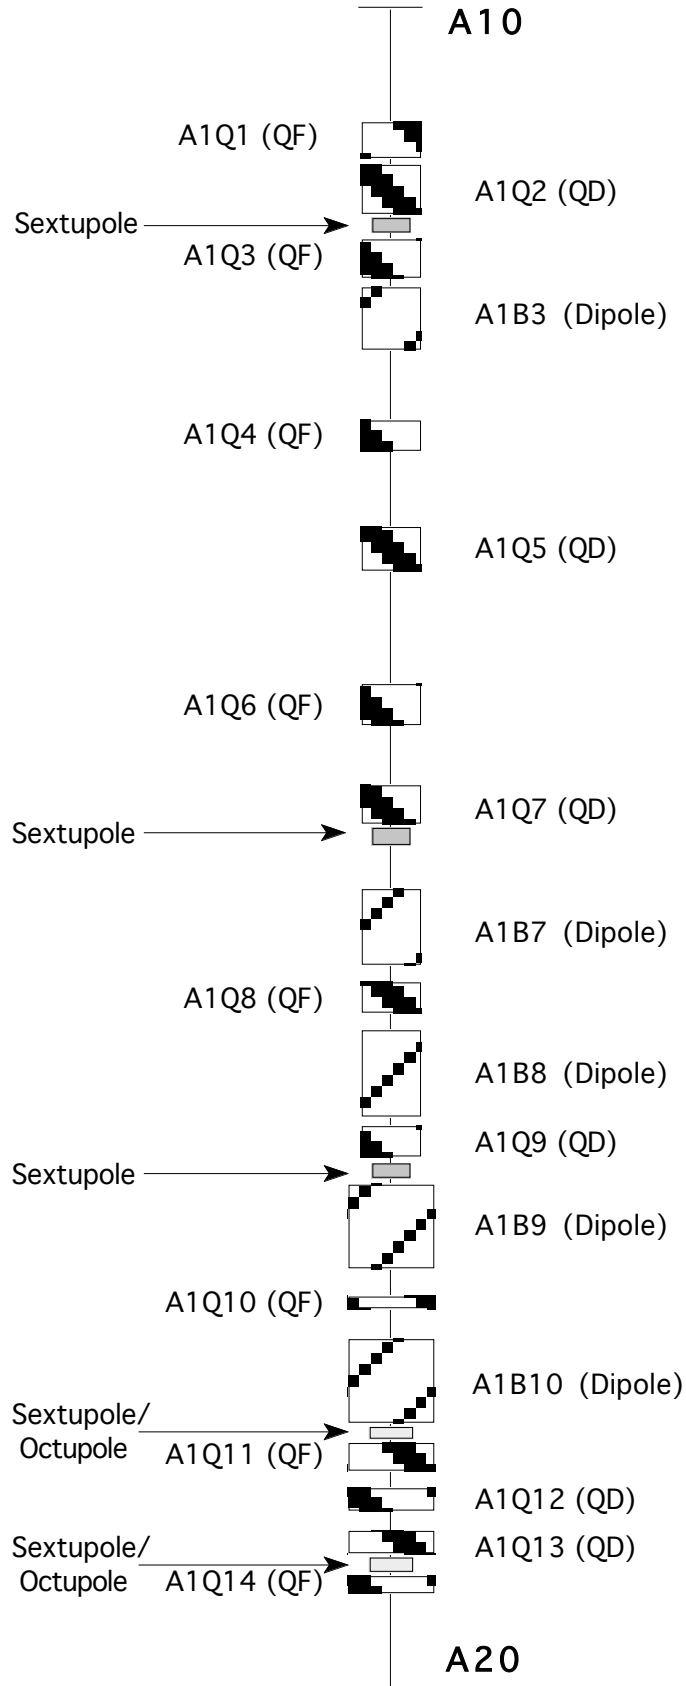 A10
A1Q1 (QF)
A1Q2 (QD)
Sextupole
A1Q3 (QF)
A1B3 (Dipole)
A1Q4 (QF)
A1Q5 (QD)
A1Q6 (QF)
A1Q7 (QD)
Sextupole
A1B7 (Dipole)
A1Q8 (QF)
A1B8 (Dipole)
A1Q9 (QD)
Sextupole
A1B9 (Dipole)
A1Q10 (QF)
A1B10 (Dipole)
Sextupole/
Octupole
A1Q11 (QF)
A1Q12 (QD)
A1Q13 (QD)
Sextupole/
Octupole
A1Q14 (QF)
A20